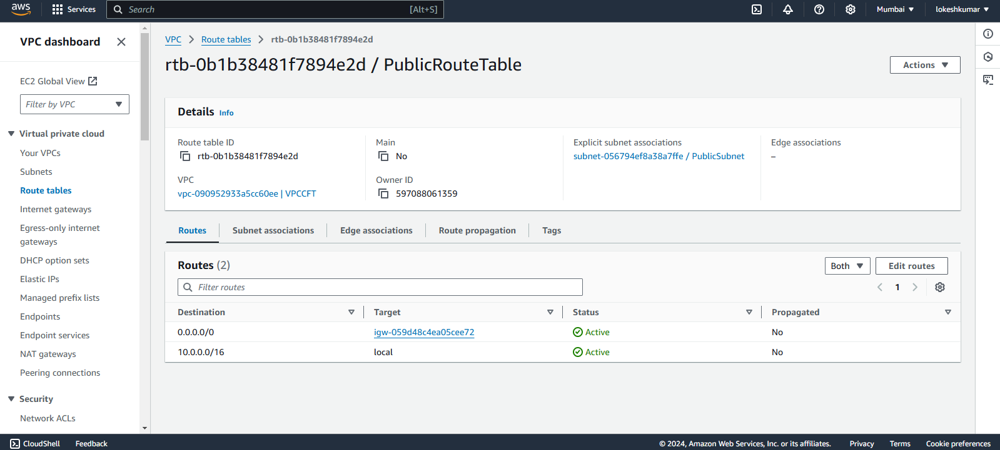 aws
Services
Search [Alt+S]
Mumbai
lokeshkumar
VPC dashboard
EC2 Global View
Filter by VPC
Virtual private cloud
Your VPCs
Subnets
Route tables
Internet gateways
Egress-only internet
gateways
DHCP option sets
Elastic IPs
Managed prefix lists
Endpoints
Endpoint services
NAT gateways
Peering connections
Security
Network ACLs
VPC
Route tables
rtb-0b1b38481f7894e2d
rtb-0b1b38481f7894e2d / PublicRouteTable
Actions
Details Info
Route table ID
rtb-0b1b38481f7894e2d
VPC
vpc-090952933a5cc60ee | VPCCFT
Main
No
Owner ID
597088061359
Explicit subnet associations
subnet-056794ef8a38a7ffe / PublicSubnet
Edge associations
–
Routes
Subnet associations
Edge associations
Route propagation
Tags
Routes (2)
Both
Edit routes
Filter routes
1
Destination Target Status Propagated
0.0.0.0/0 igw-059d48c4ea05cee72 Active No
10.0.0.0/16 local Active No
CloudShell
Feedback
© 2024, Amazon Web Services, Inc. or its affiliates.
Privacy
Terms
Cookie preferences